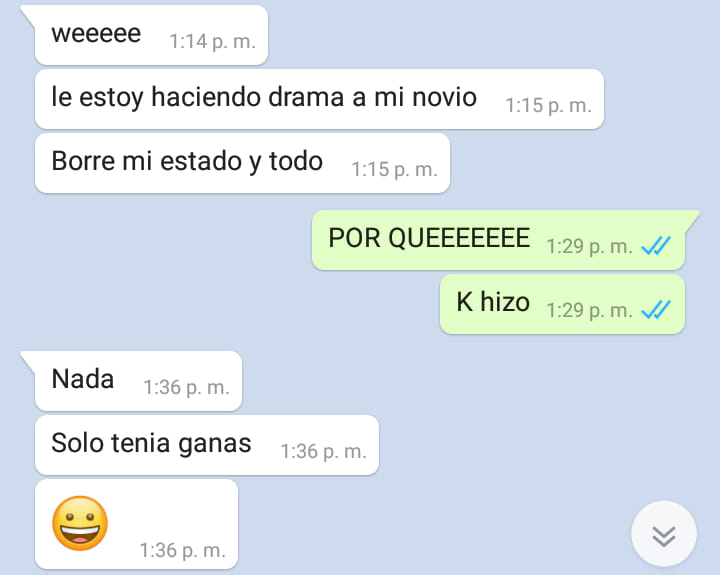 weeeee 1:14 p. m.
le estoy haciendo drama a mi novio 1:15 p. m.
Borre mi estado y todo 1:15 p. m.
POR QUEEEEEEE 1:29 p. m.
K hizo 1:29 p. m.
Nada 1:36 p. m.
Solo tenia ganas 1:36 p. m.
1:36 p. m.